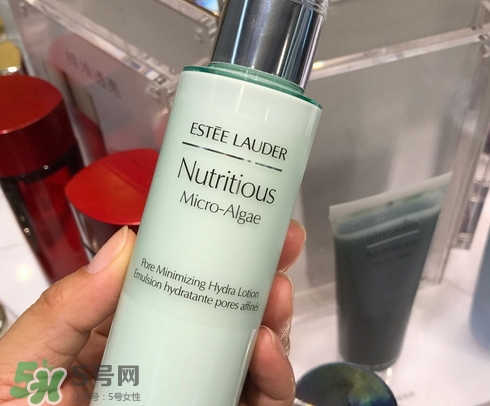 ESTĒE LAUDER
Nutritious
Micro-Algae
Pore Minimizing Hydra Lotion
Emulsion hydratante pores affinés
5号网
号：5号女性